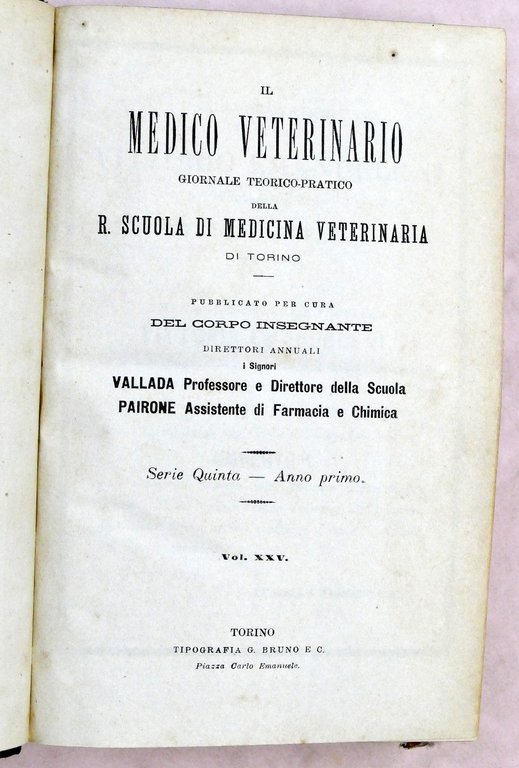 IL
MEDICO VETERINARIO
GIORNALE TEORICO-PRATICO
DELLA
R. SCUOLA DI MEDICINA VETERINARIA
DI TORINO
PUBBLICATO PER CURA
DEL CORPO INSEGNANTE
DIRETTORI ANNUALI
i Signori
VALLADA Professore e Direttore della Scuola
PAIRONE Assistente di Farmacia e Chimica
Serie Quinta — Anno primo.
Vol. XXV.
TORINO
TIPOGRAFIA G. BRUNO E C.
Piazza Carlo Emanuele.